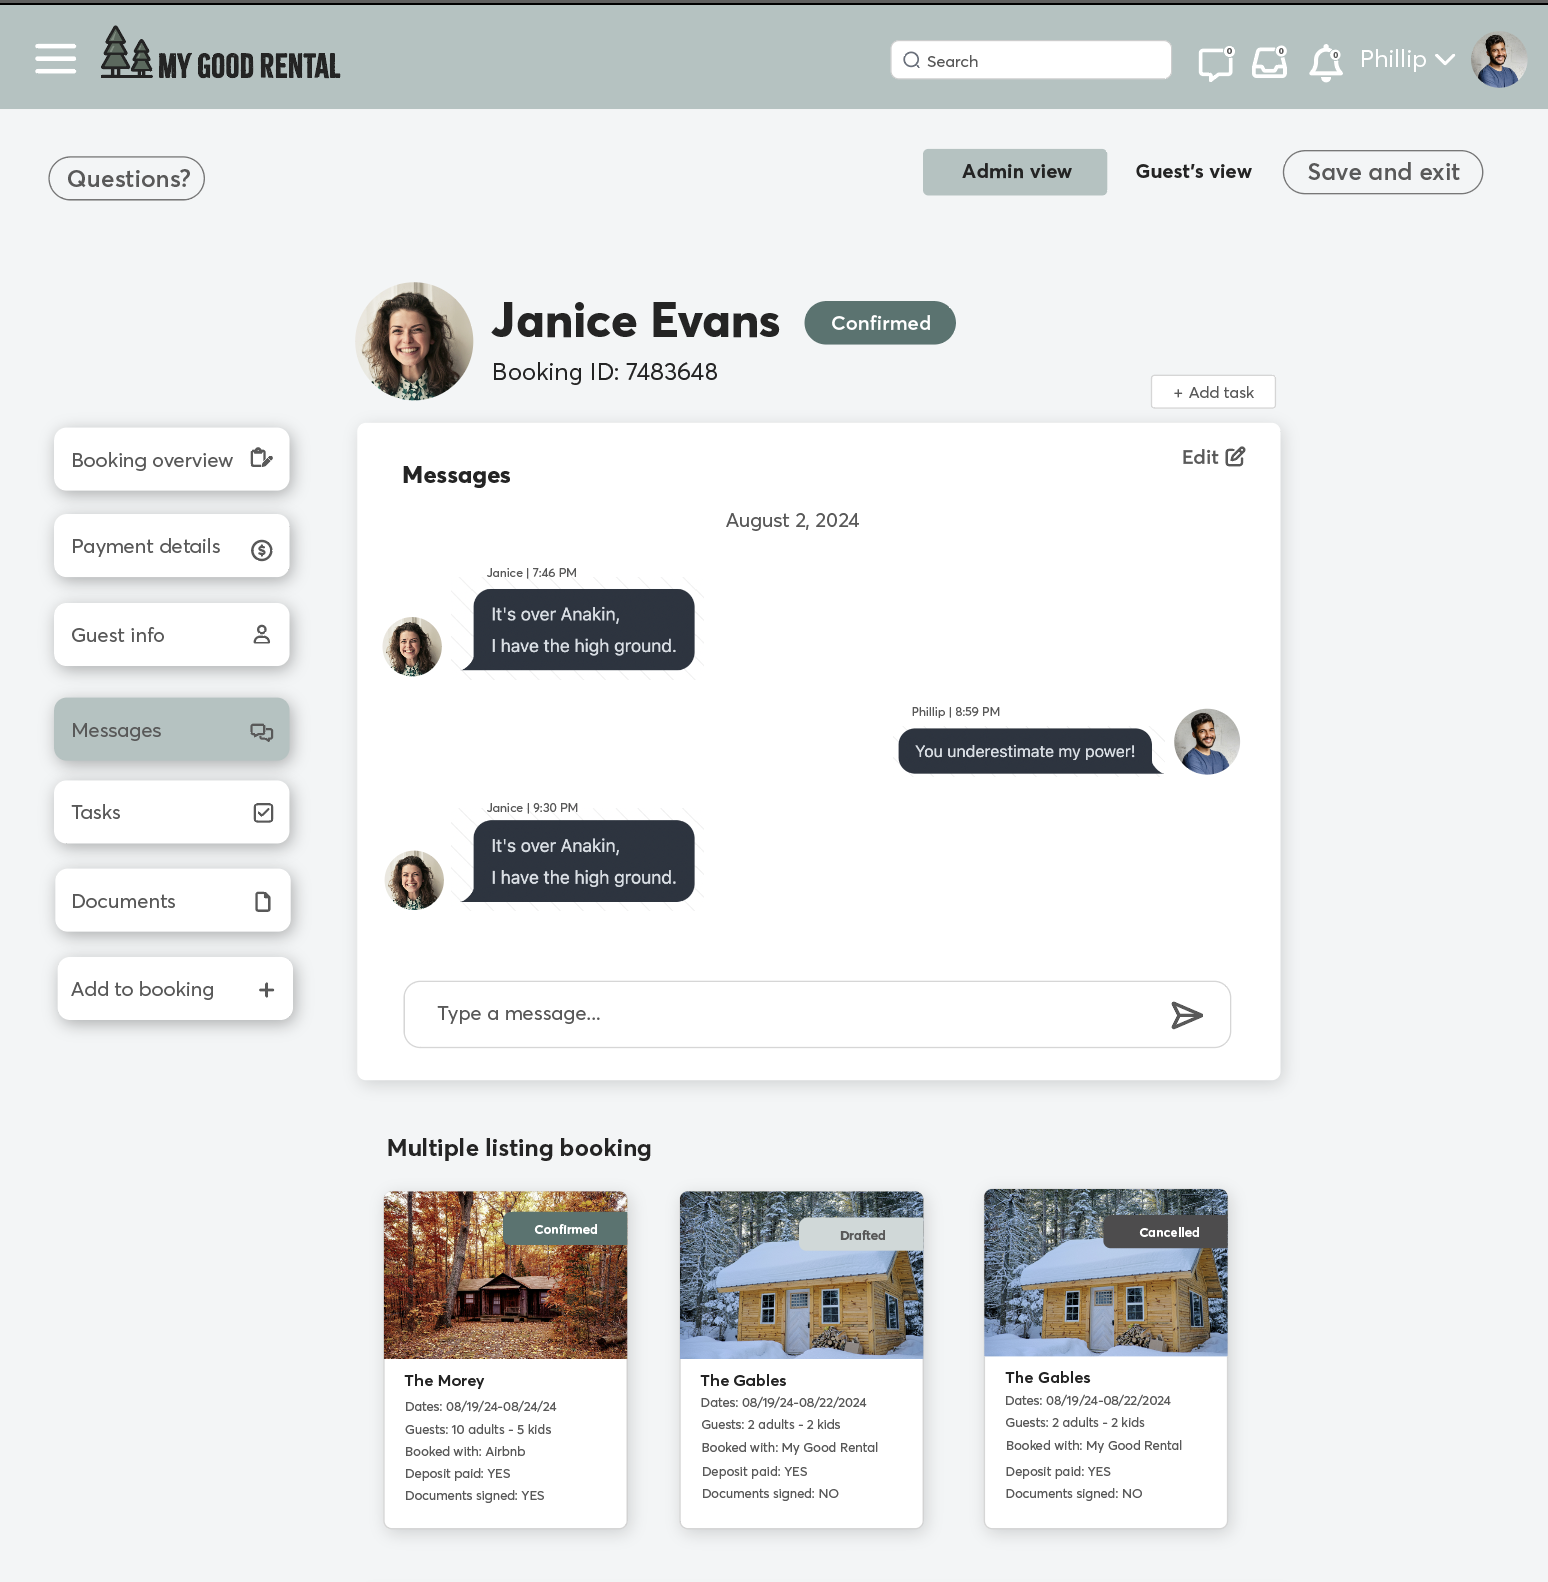 MY GOOD RENTAL
Search
0
0
0
Phillip
Questions?
Admin view
Guest's view
Save and exit
Janice Evans
Confirmed
Booking ID: 7483648
+ Add task
Booking overview
Payment details
Guest info
Messages
Tasks
Documents
Add to booking
Messages
Edit
August 2, 2024
Janice | 7:46 PM
It's over Anakin,
I have the high ground.
Phillip | 8:59 PM
You underestimate my power!
Janice | 9:30 PM
It's over Anakin,
I have the high ground.
Type a message...
Multiple listing booking
Confirmed
The Morey
Dates: 08/19/24-08/24/24
Guests: 10 adults - 5 kids
Booked with: Airbnb
Deposit paid: YES
Documents signed: YES
Drafted
The Gables
Dates: 08/19/24-08/22/2024
Guests: 2 adults - 2 kids
Booked with: My Good Rental
Deposit paid: YES
Documents signed: NO
Cancelled
The Gables
Dates: 08/19/24-08/22/2024
Guests: 2 adults - 2 kids
Booked with: My Good Rental
Deposit paid: YES
Documents signed: NO